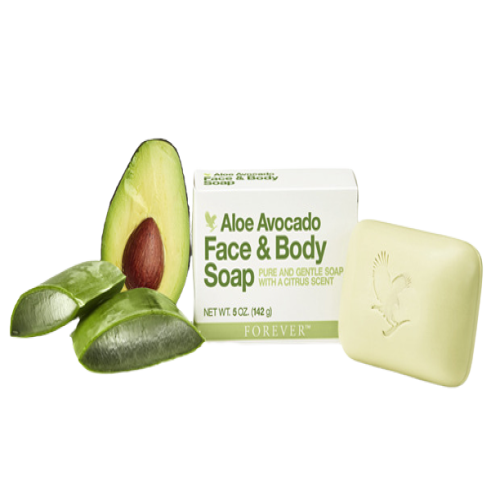 Aloe Avocado
Face & Body
Soap
Aloe Avocado
Face & Body
Soap
PURE AND GENTLE SOAP
WITH A CITRUS SCENT
NET WT. 5 OZ. (142 g)
FOREVER™